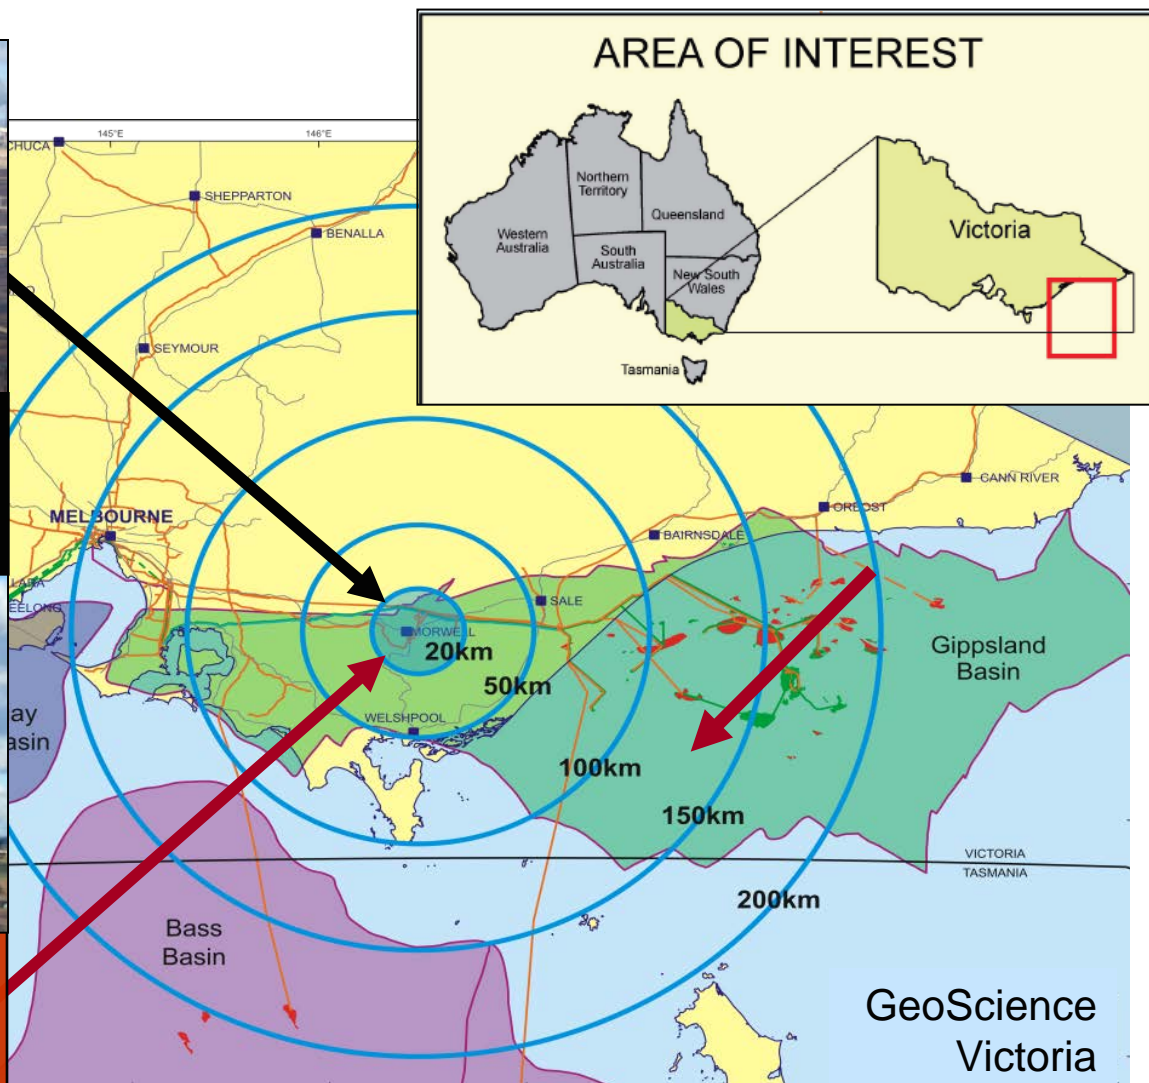 AREA OF INTEREST
Northern
Territory
Queensland
Western
Australia
South
Australia
New South
Wales
Tasmania
Victoria
145°E
146°E
CHUCA
SHEPPARTON
BENALLA
SEYMOUR
CANN RIVER
ORBOST
MELBOURNE
BAIRNSDALE
LARA
EELONG
SALE
MORWELL
20km
Gippsland
Basin
50km
ay
asin
WELSHPOOL
100km
150km
VICTORIA
TASMANIA
200km
Bass
Basin
GeoScience
Victoria